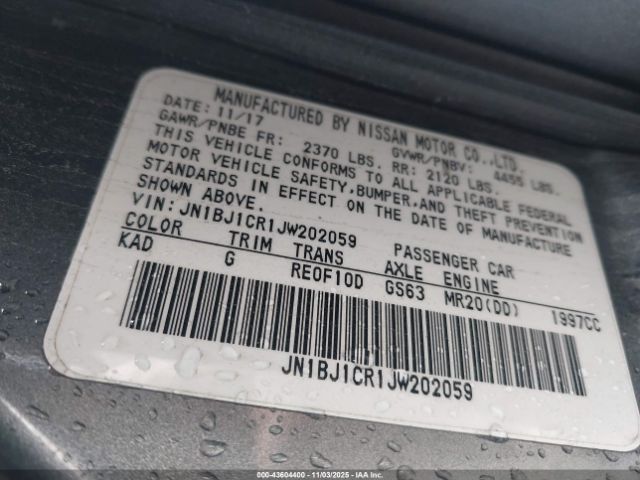 MANUFACTURED BY NISSAN MOTOR CO.,LTD.
DATE: 11/17 GVWR/PNBV: 4455 LBS.
GAWR/PNBE FR: 2370 LBS. RR: 2120 LBS.
THIS VEHICLE CONFORMS TO ALL APPLICABLE FEDERAL
MOTOR VEHICLE SAFETY,BUMPER,AND THEFT PREVENTION
STANDARDS IN EFFECT ON THE DATE OF MANUFACTURE
SHOWN ABOVE.
VIN:JN1BJ1CR1JW202059 PASSENGER CAR
COLOR TRIM TRANS AXLE ENGINE
KAD G RE0F10D GS63 MR20(DD) 1997CC
JN1BJ1CR1JW202059
000-43604400 - 11/03/2025 - IAA Inc.